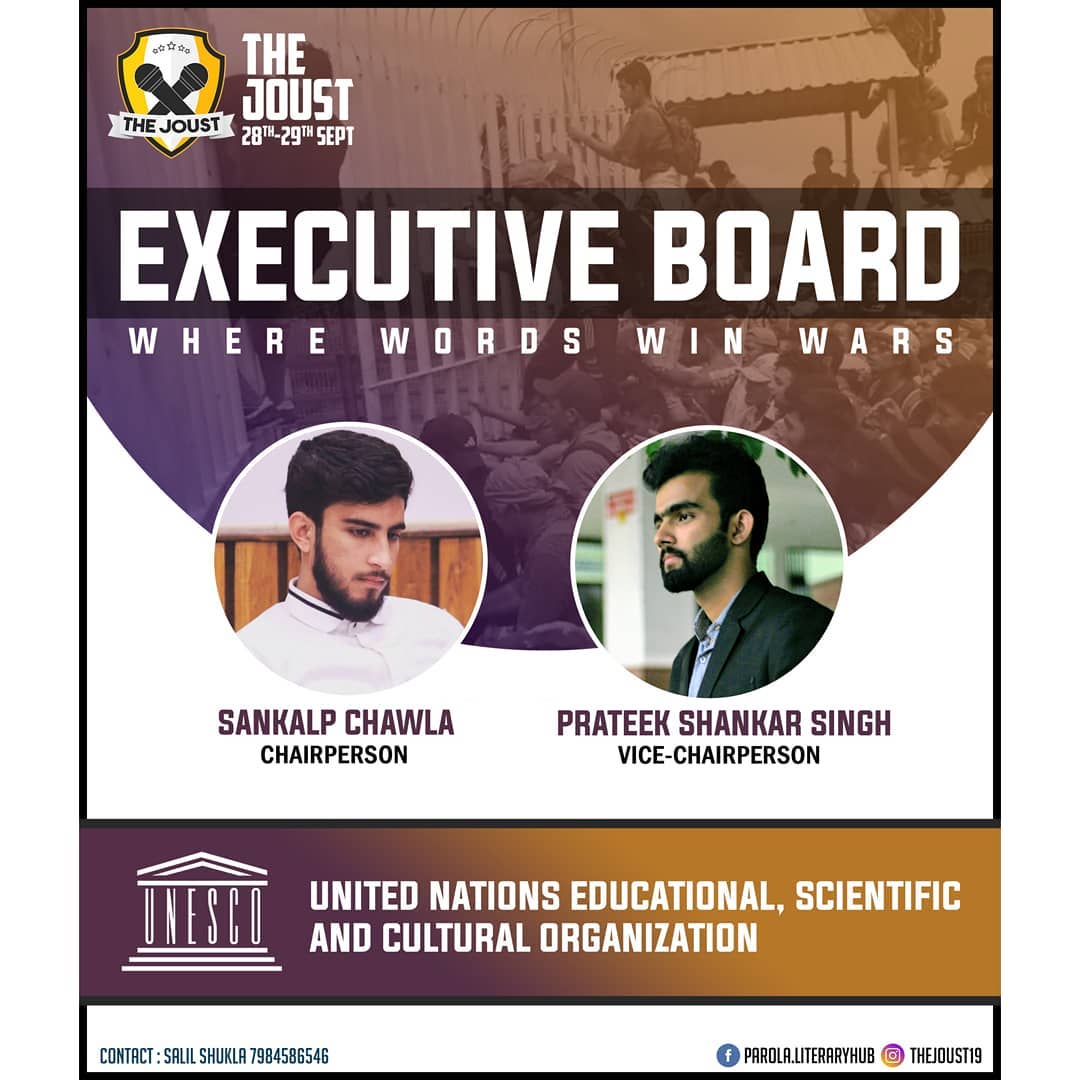 THE JOUST
THE
JOUST
28TH-29TH SEPT
EXECUTIVE BOARD
WHERE WORDS WIN WARS
SANKALP CHAWLA
CHAIRPERSON
PRATEEK SHANKAR SINGH
VICE-CHAIRPERSON
UNESCO
UNITED NATIONS EDUCATIONAL, SCIENTIFIC
AND CULTURAL ORGANIZATION
CONTACT : SALIL SHUKLA 7984586546
PAROLA.LITERARYHUB THEJOUST19